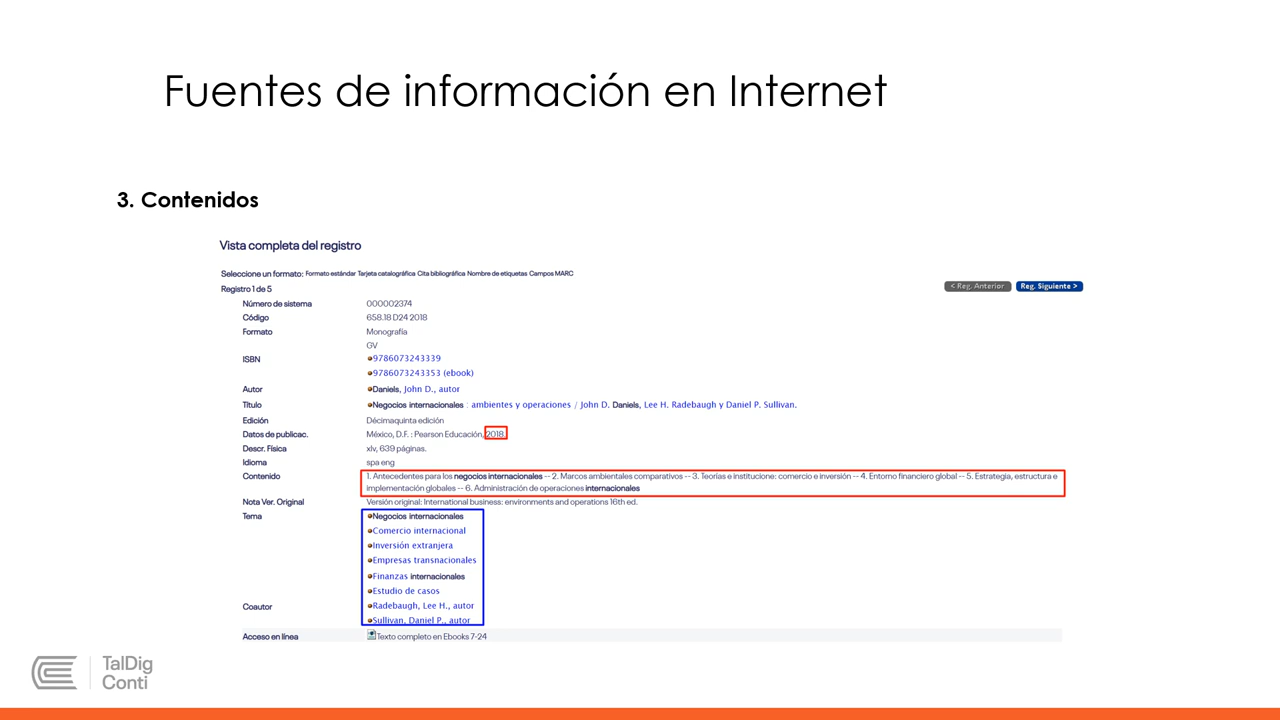 Fuentes de información en Internet
3. Contenidos
Vista completa del registro
Seleccione un formato: Formato estándar Tarjeta catalográfica Cita bibliográfica Nombre de etiquetas Campos MARC
Registro 1 de 5
< Reg. Anterior Reg. Siguiente >
Número de sistema 000002374
Código 658.18 D24 2018
Formato Monografía
GV
ISBN 9786073243339
9786073243353 (ebook)
Autor Daniels, John D., autor
Título Negocios internacionales : ambientes y operaciones / John D. Daniels, Lee H. Radebaugh y Daniel P. Sullivan.
Edición Décimaquinta edición
Datos de publicac. México, D.F. : Pearson Educación, 2018.
Descr. Física xlv, 639 páginas.
Idioma spa eng
Contenido 1. Antecedentes para los negocios internacionales -- 2. Marcos ambientales comparativos -- 3. Teorías e institucione: comercio e inversión -- 4. Entorno financiero global -- 5. Estrategia, estructura e
implementación globales -- 6. Administración de operaciones internacionales
Nota Ver. Original Versión original: International business: environments and operations 16th ed.
Tema Negocios internacionales
Comercio internacional
Inversión extranjera
Empresas transnacionales
Finanzas internacionales
Estudio de casos
Coautor Radebaugh, Lee H., autor
Sullivan, Daniel P., autor
Acceso en línea Texto completo en Ebooks 7-24
TalDig
Conti